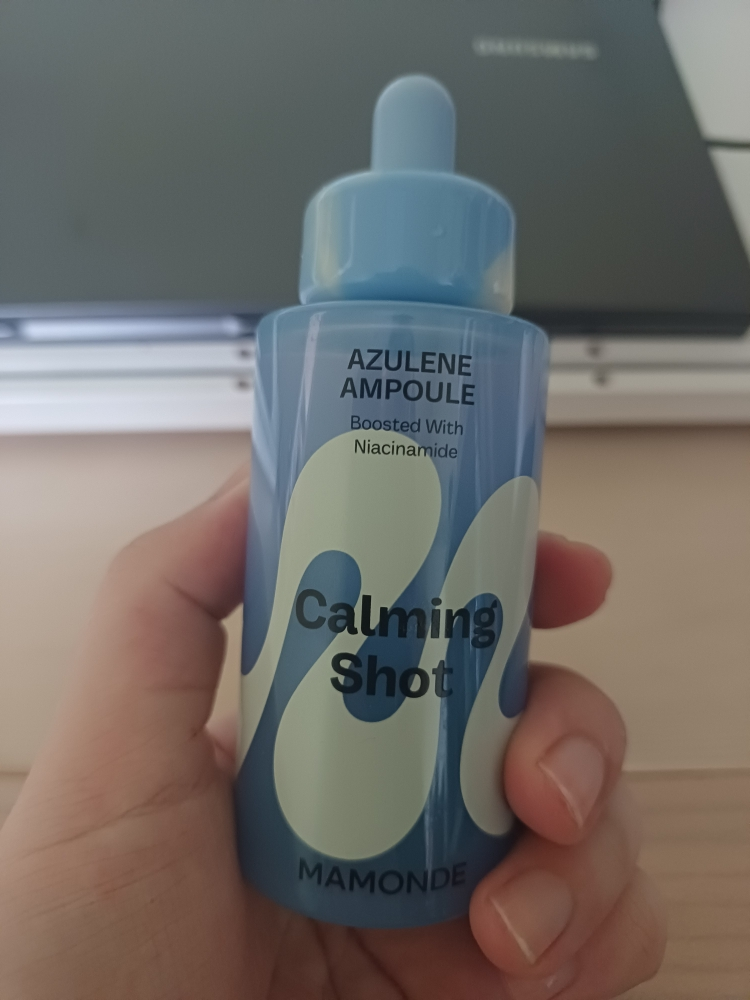 AZULENE
AMPOULE
Boosted With
Niacinamide
Calming
Shot
MAMONDE